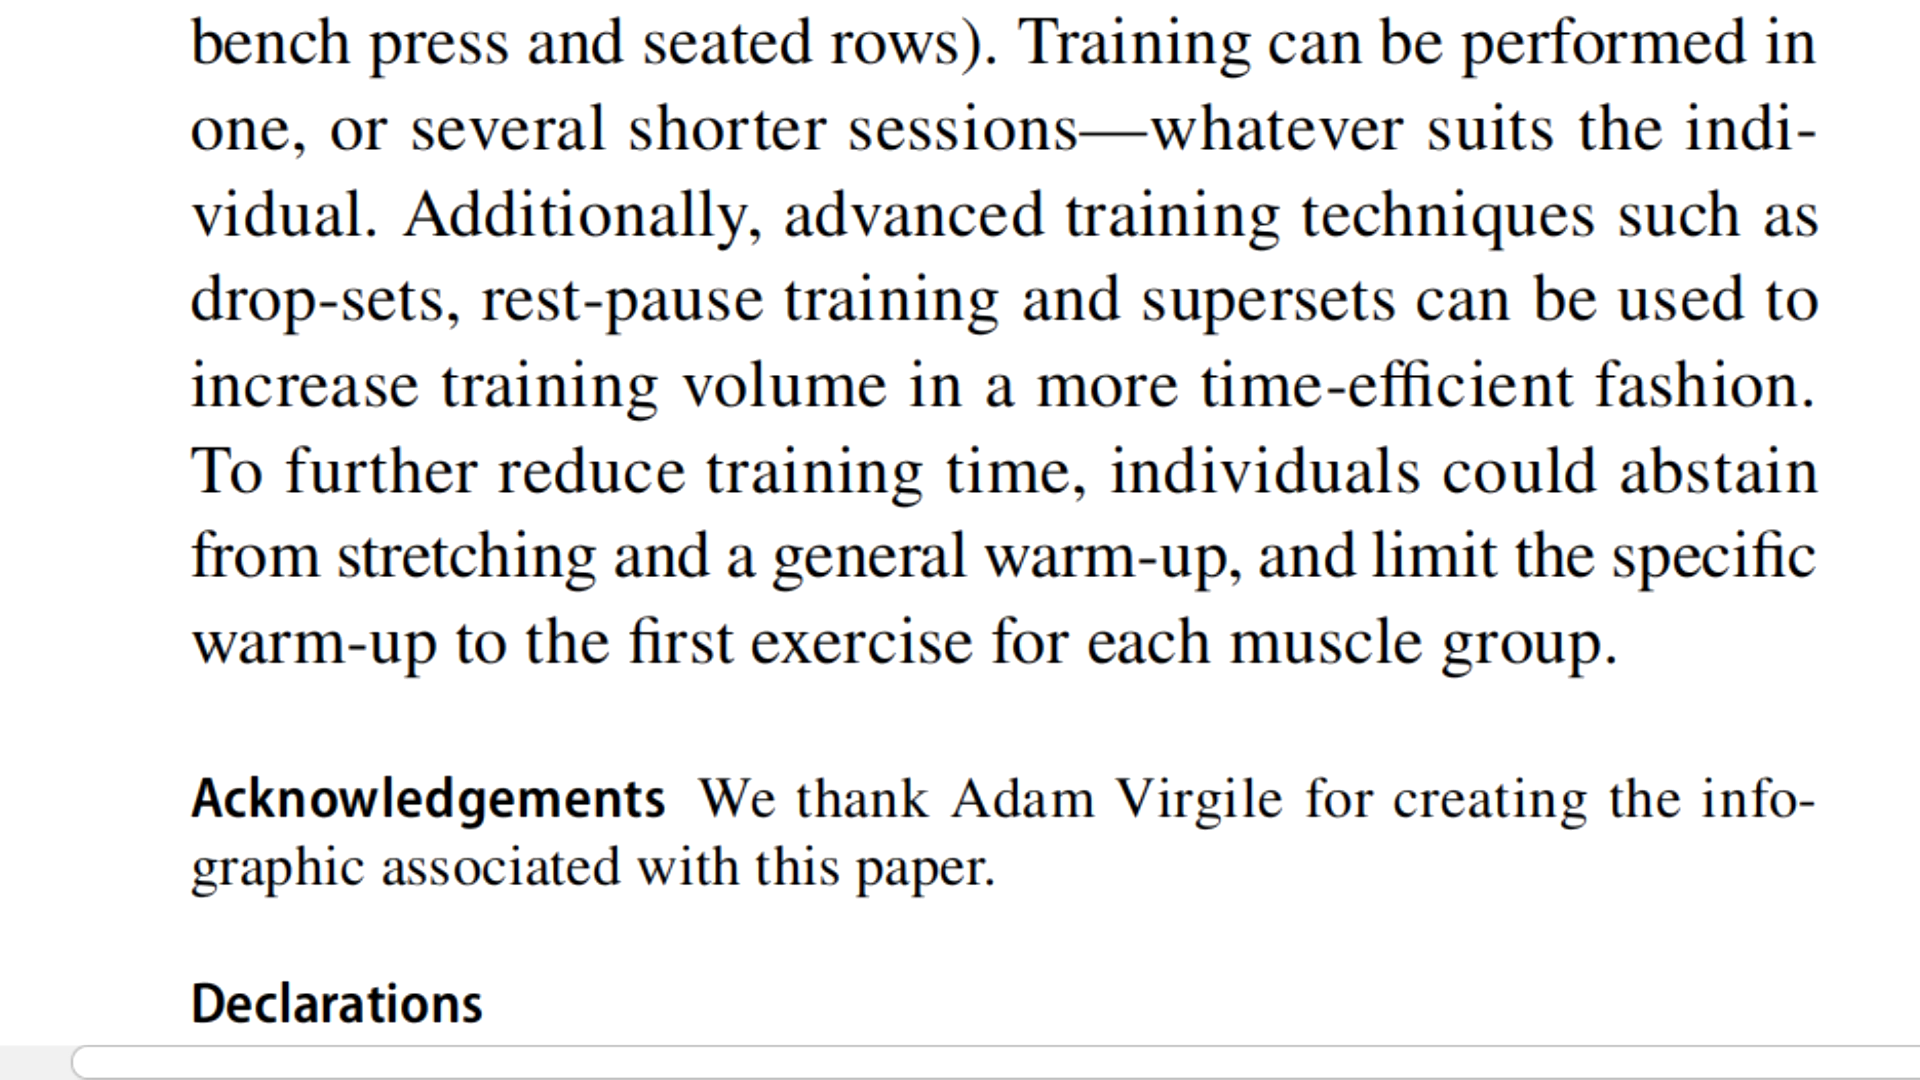 bench press and seated rows). Training can be performed in
one, or several shorter sessions—whatever suits the indi-
vidual. Additionally, advanced training techniques such as
drop-sets, rest-pause training and supersets can be used to
increase training volume in a more time-efficient fashion.
To further reduce training time, individuals could abstain
from stretching and a general warm-up, and limit the specific
warm-up to the first exercise for each muscle group.
Acknowledgements We thank Adam Virgile for creating the info-
graphic associated with this paper.
Declarations